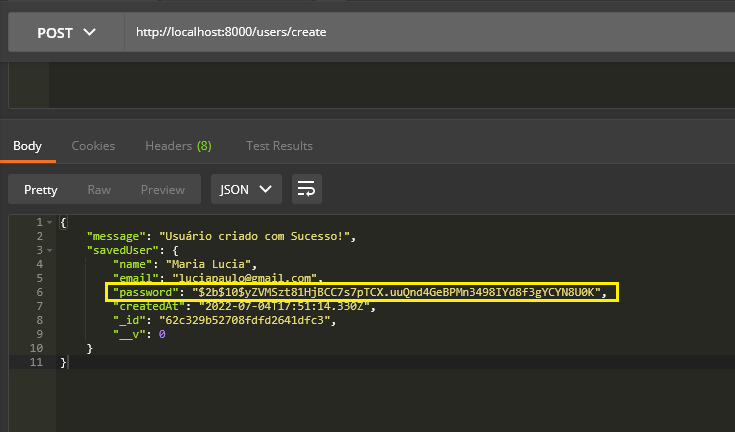 POST http://localhost:8000/users/create
Body Cookies Headers (8) Test Results
Pretty Raw Preview JSON
1 {
2 "message": "Usuário criado com Sucesso!",
3 "savedUser": {
4 "name": "Maria Lucia",
5 "email": "luciapaulo@gmail.com",
6 "password": "$2b$10$yZVMSzt81HjBCC7s7pTCX.uuQnd4GeBPMn3498IYd8f3gYCYN8U0K",
7 "createdAt": "2022-07-04T17:51:14.330Z",
8 "_id": "62c329b52708fdfd2641dfc3",
9 "__v": 0
10 }
11 }